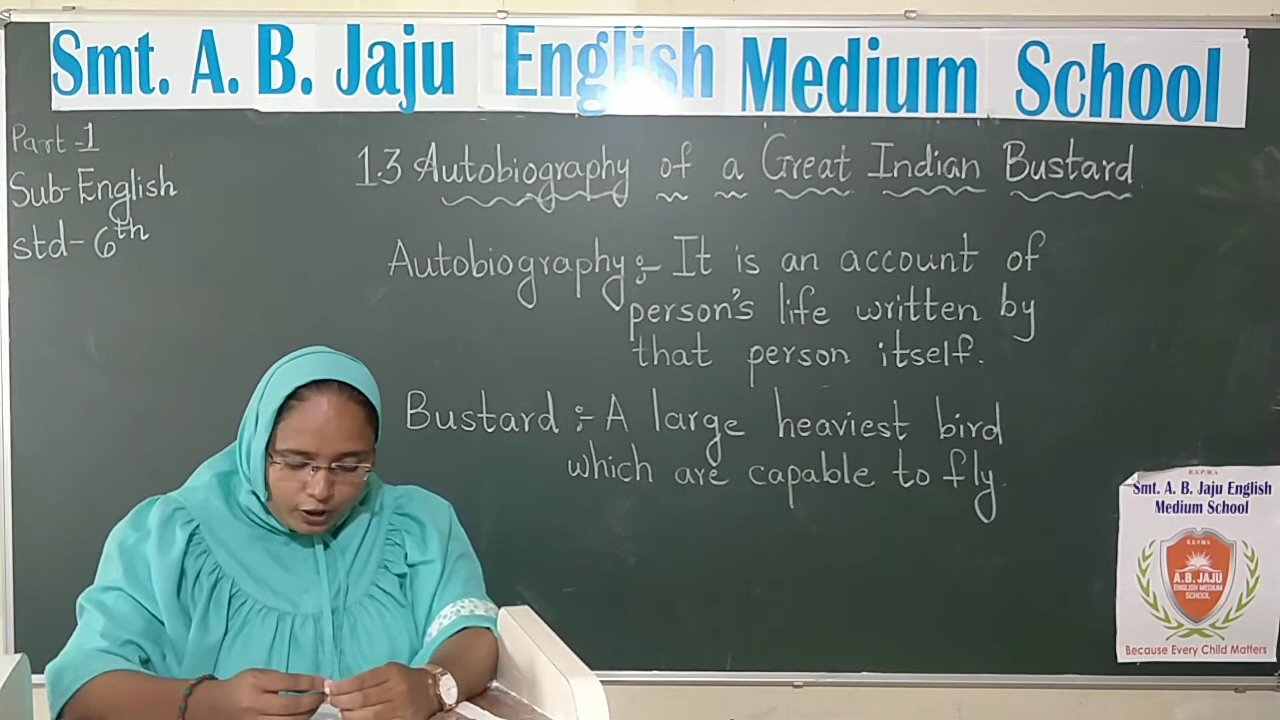 Smt. A. B. Jaju English Medium School
Part-1
Sub-English
std-6th
1.3 Autobiography of a Great Indian Bustard
Autobiography:- It is an account of
person's life written by
that person itself.
Bustard:- A large heaviest bird
which are capable to fly.
B.S.P.M.'s
Smt. A. B. Jaju English
Medium School
A.B. JAJU
ENGLISH MEDIUM
SCHOOL
Because Every Child Matters